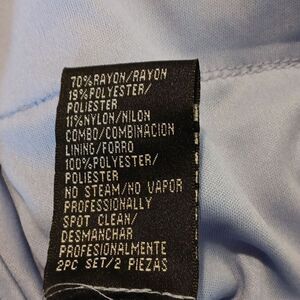 70%RAYON/RAYON
19%POLYESTER/
POLIESTER
11%NYLON/NILON
COMBO/COMBINACION
LINING/FORRO
100%POLYESTER/
POLIESTER
NO STEAM/NO VAPOR
PROFESSIONALLY
SPOT CLEAN/
DESMANCHAR
PROFESIONALMENTE
2PC SET/2 PIEZAS